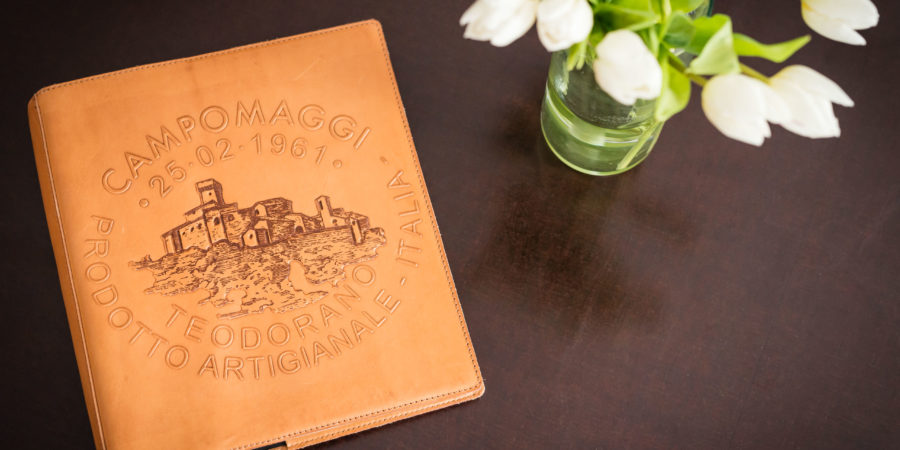 CAMPOMAGGI
• 25·02·1961 •
TEODORANO
PRODOTTO ARTIGIANALE - ITALIA